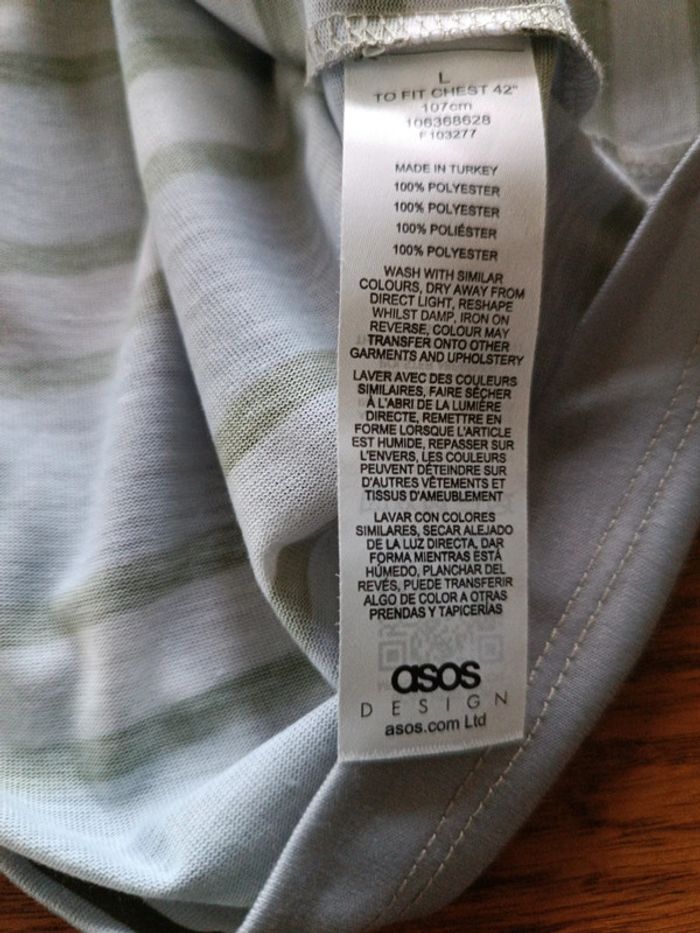 L
TO FIT CHEST 42"
107cm
106368628
F103277
MADE IN TURKEY
100% POLYESTER
100% POLYESTER
100% POLIÉSTER
100% POLYESTER
WASH WITH SIMILAR
COLOURS, DRY AWAY FROM
DIRECT LIGHT, RESHAPE
WHILST DAMP, IRON ON
REVERSE, COLOUR MAY
TRANSFER ONTO OTHER
GARMENTS AND UPHOLSTERY
LAVER AVEC DES COULEURS
SIMILAIRES, FAIRE SÉCHER
À L'ABRI DE LA LUMIÈRE
DIRECTE, REMETTRE EN
FORME LORSQUE L'ARTICLE
EST HUMIDE, REPASSER SUR
L'ENVERS, LES COULEURS
PEUVENT DÉTEINDRE SUR
D'AUTRES VÊTEMENTS ET
TISSUS D'AMEUBLEMENT
LAVAR CON COLORES
SIMILARES, SECAR ALEJADO
DE LA LUZ DIRECTA, DAR
FORMA MIENTRAS ESTÁ
HÚMEDO, PLANCHAR DEL
REVÉS, PUEDE TRANSFERIR
ALGO DE COLOR A OTRAS
PRENDAS Y TAPICERÍAS
asos
DESIGN
asos.com Ltd